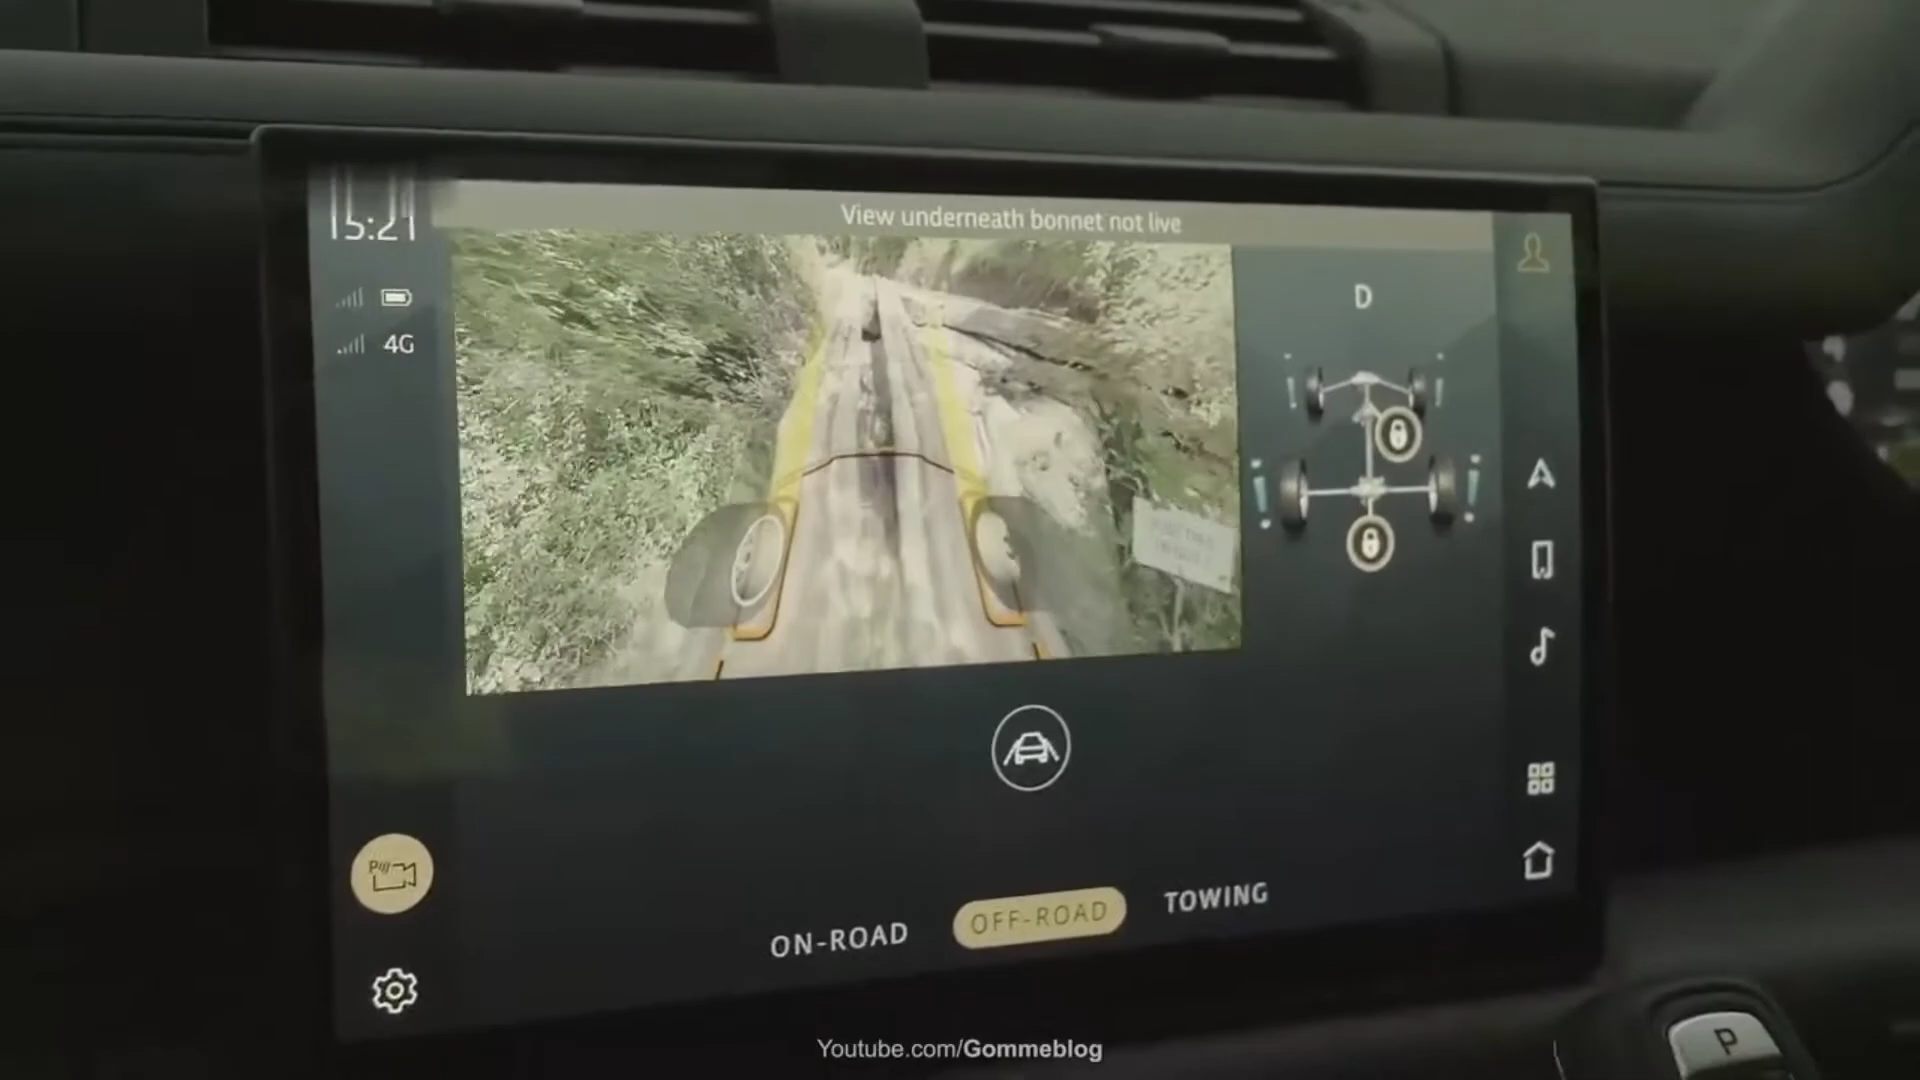 View underneath bonnet not live
15:21
4G
D
P
ON-ROAD
OFF-ROAD
TOWING
P
Youtube.com/Gommeblog